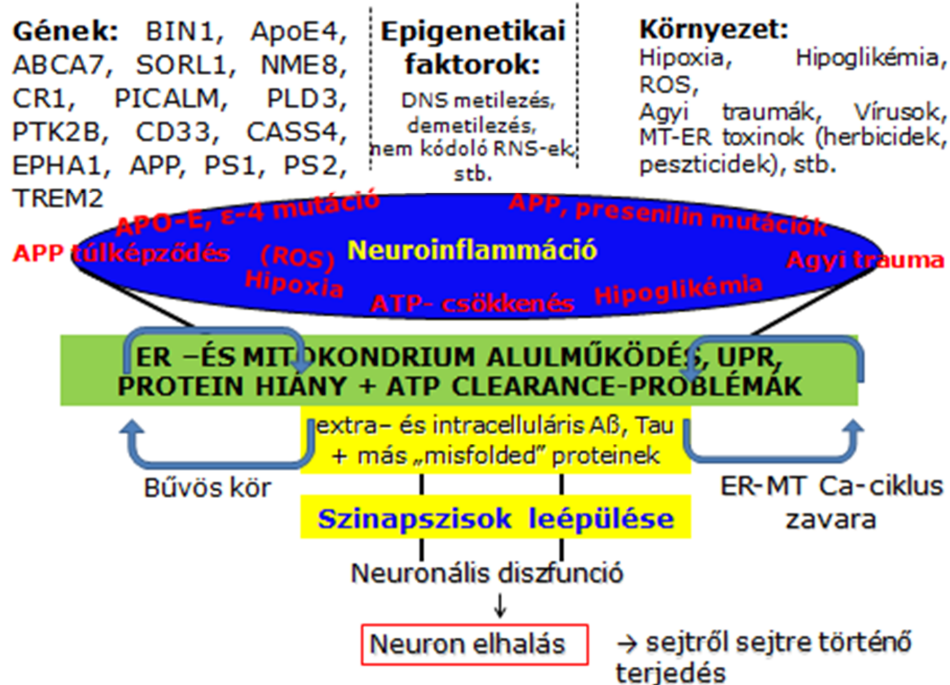 Gének: BIN1, ApoE4,
ABCA7, SORL1, NME8,
CR1, PICALM, PLD3,
PTK2B, CD33, CASS4,
EPHA1, APP, PS1, PS2,
TREM2
Epigenetikai
faktorok:
DNS metilezés,
demetilezés,
nem kódoló RNS-ek,
stb.
Környezet:
Hipoxia, Hipoglikémia,
ROS,
Agyi traumák, Vírusok,
MT-ER toxinok (herbicidek,
peszticidek), stb.
APO-E, ε-4 mutáció
APP, presenilin mutációk
APP túlképződés
(ROS)
Hipoxia
Neuroinflammáció
ATP- csökkenés
Hipoglikémia
Agyi trauma
ER –ÉS MITOKONDRIUM ALULMŰKÖDÉS, UPR,
PROTEIN HIÁNY + ATP CLEARANCE-PROBLÉMÁK
extra– és intracelluláris Aß, Tau
+ más „misfolded" proteinek
Bűvös kör
ER-MT Ca-ciklus
zavara
Szinapszisok leépülése
Neuronális diszfunció
↓
Neuron elhalás
→ sejtről sejtre történő
terjedés